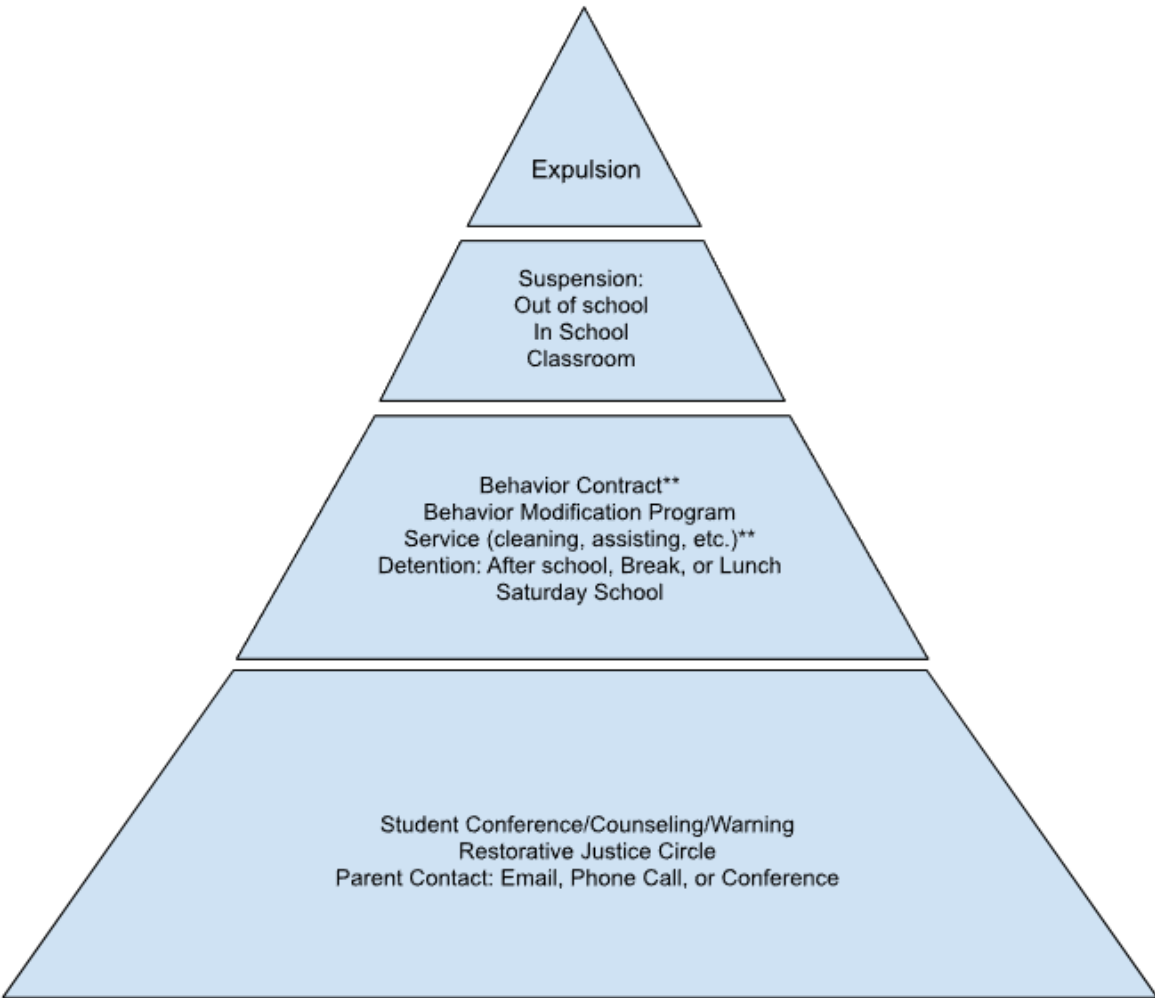 Expulsion
Suspension:
Out of school
In School
Classroom
Behavior Contract**
Behavior Modification Program
Service (cleaning, assisting, etc.)**
Detention: After school, Break, or Lunch
Saturday School
Student Conference/Counseling/Warning
Restorative Justice Circle
Parent Contact: Email, Phone Call, or Conference